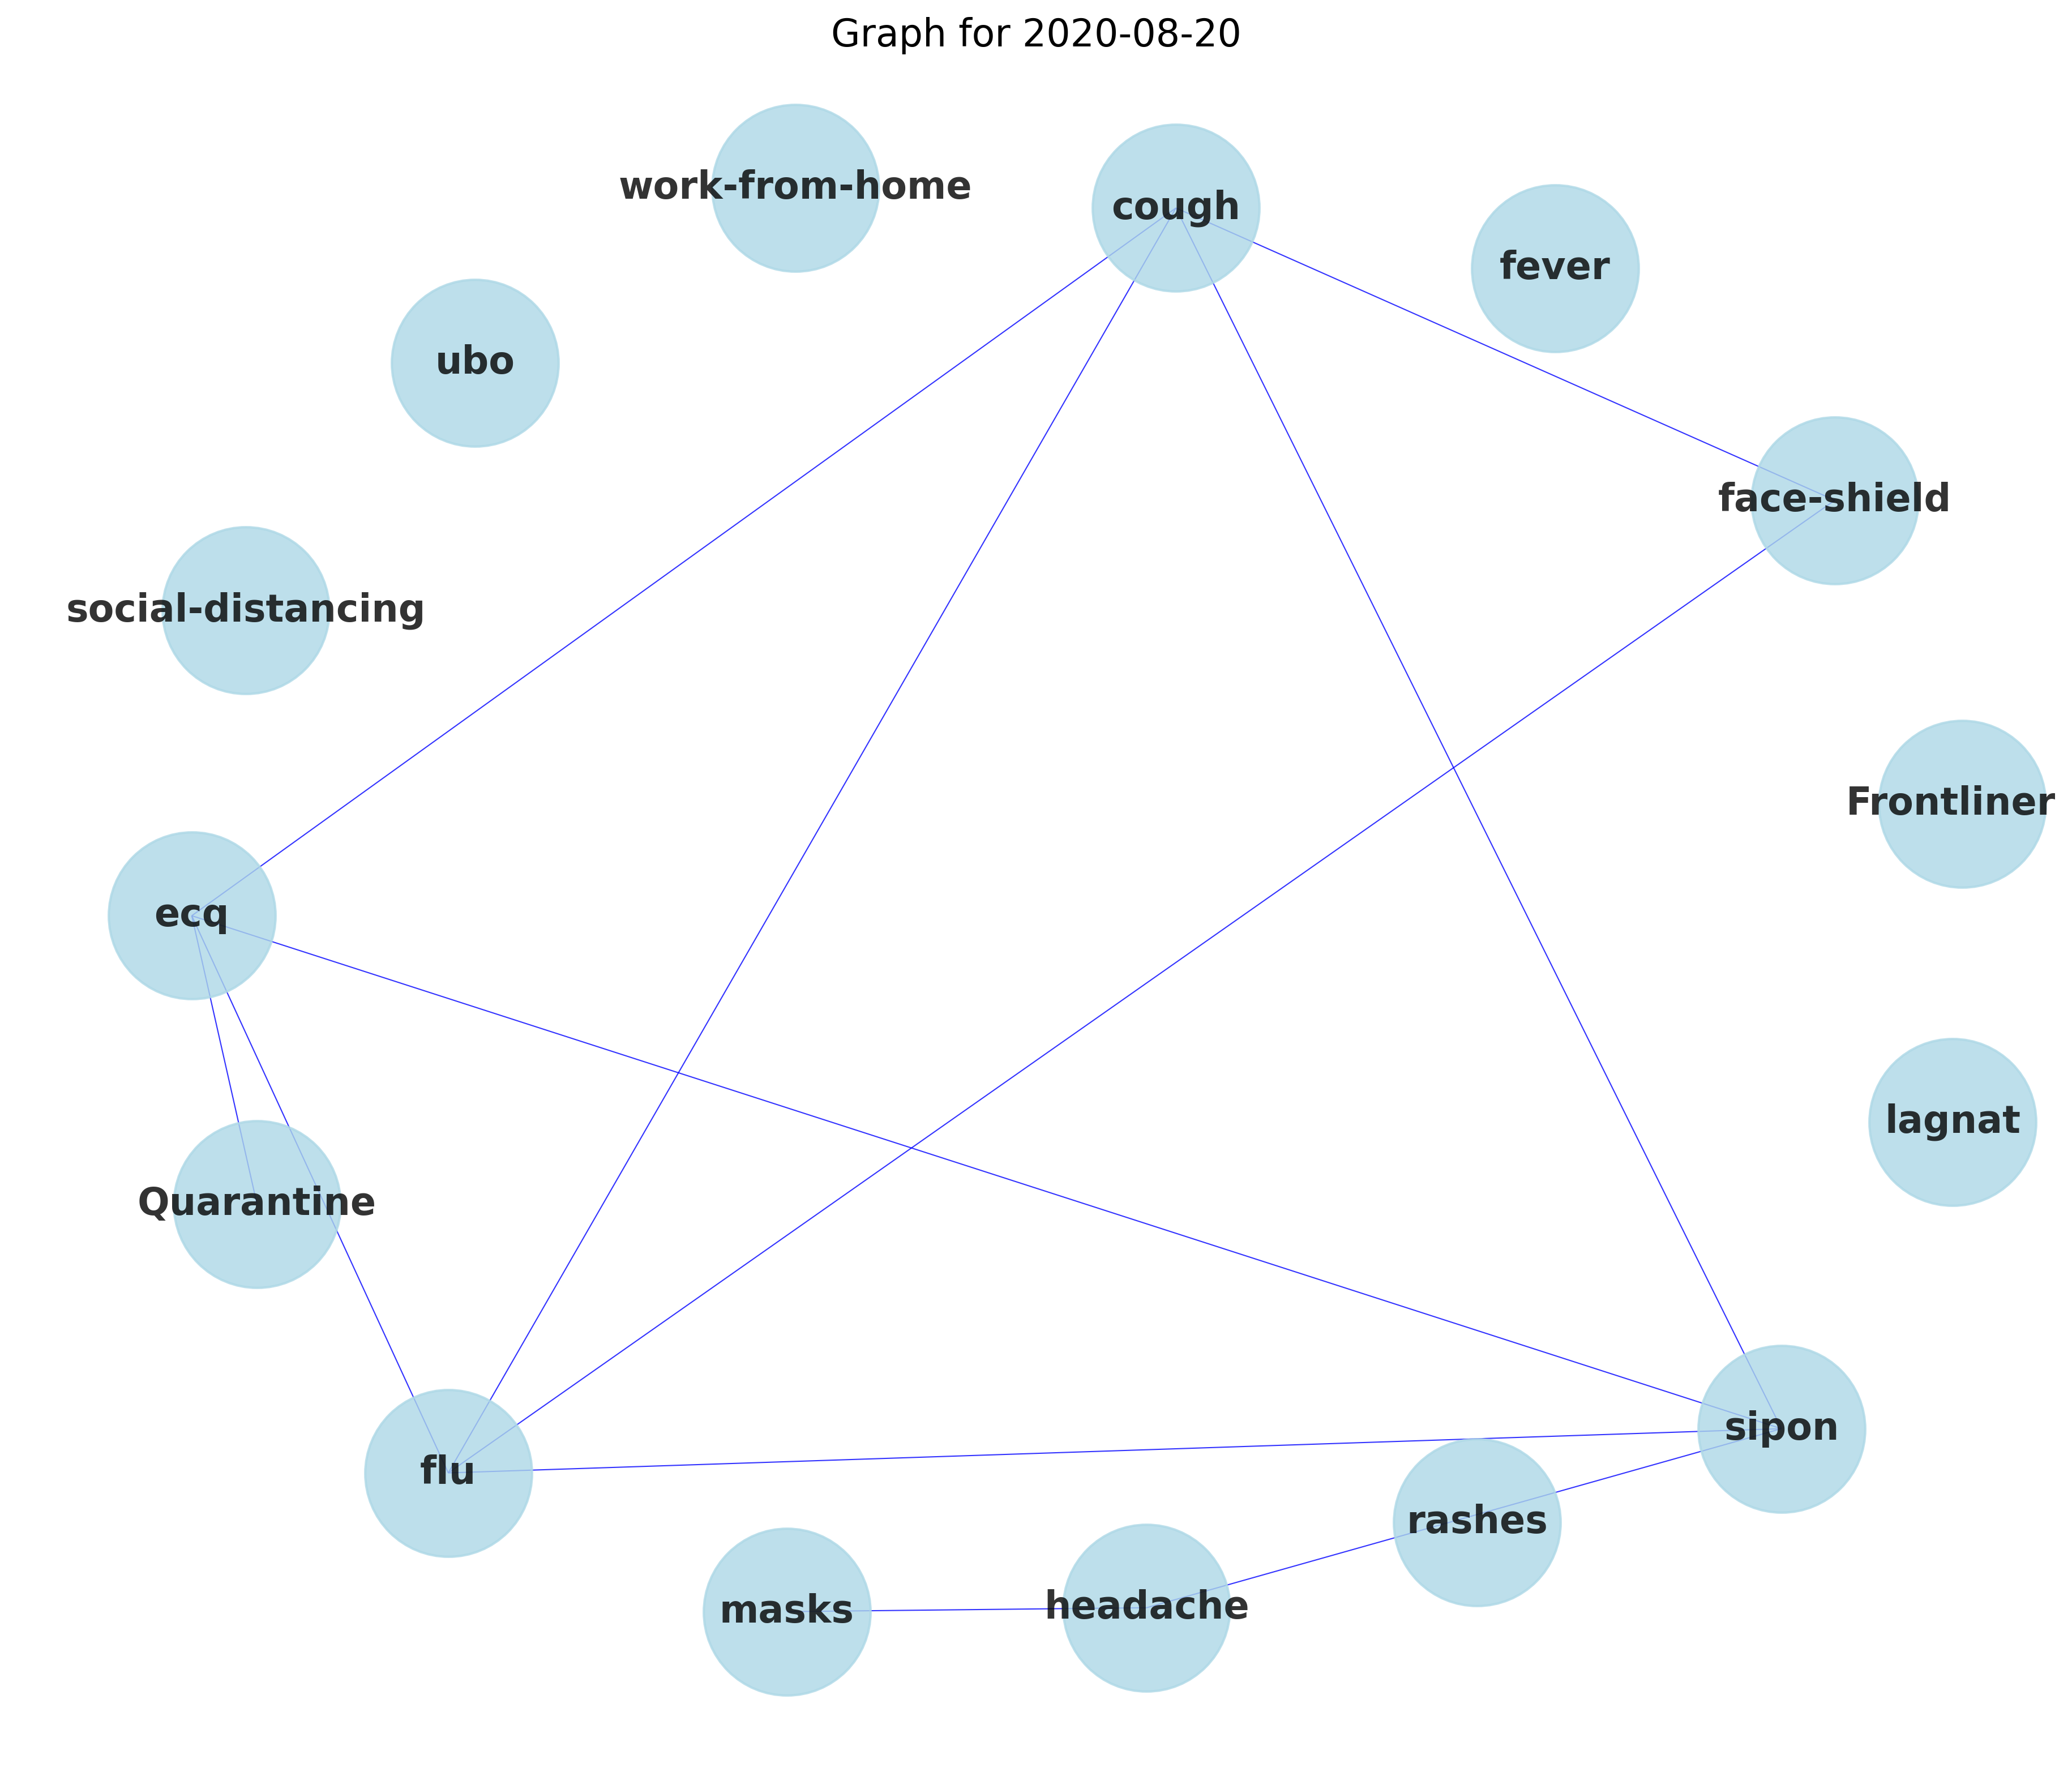 Graph for 2020-08-20
work-from-home
cough
fever
ubo
face-shield
social-distancing
Frontliner
ecq
lagnat
Quarantine
sipon
flu
rashes
masks
headache